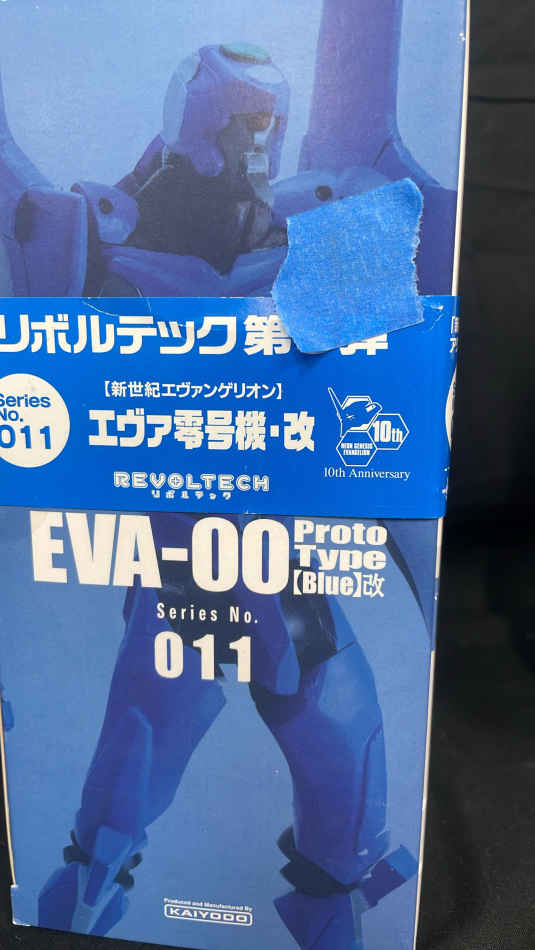 リボルテック第 弾
Series
No.
011
【新世紀エヴァンゲリオン】
エヴァ零号機・改
10th
NEON GENESIS
EVANGELION
10th Anniversary
REVOLTECH
リボルテック
EVA-00
Proto
Type
【Blue】改
Series No.
011
Produced and Manufactured By
KAIYODO